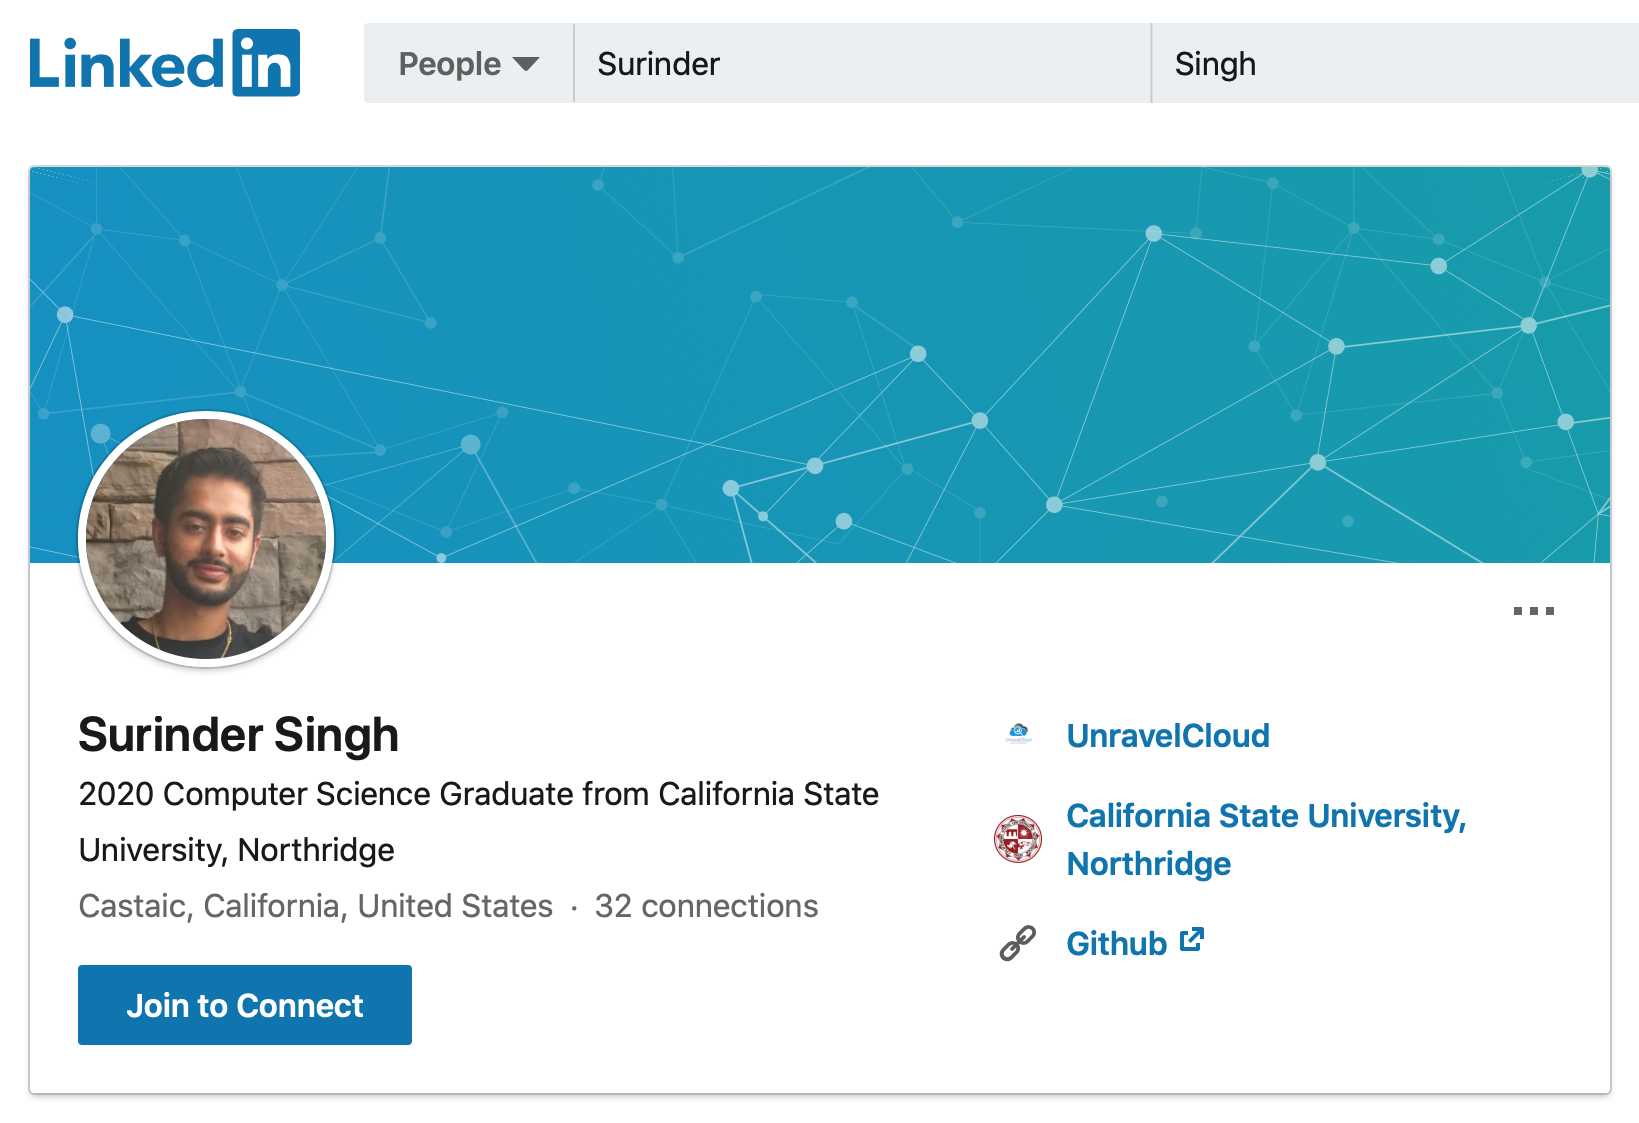 Linkedin
People
Surinder
Singh
Surinder Singh
2020 Computer Science Graduate from California State
University, Northridge
Castaic, California, United States · 32 connections
Join to Connect
UnravelCloud
California State University,
Northridge
Github